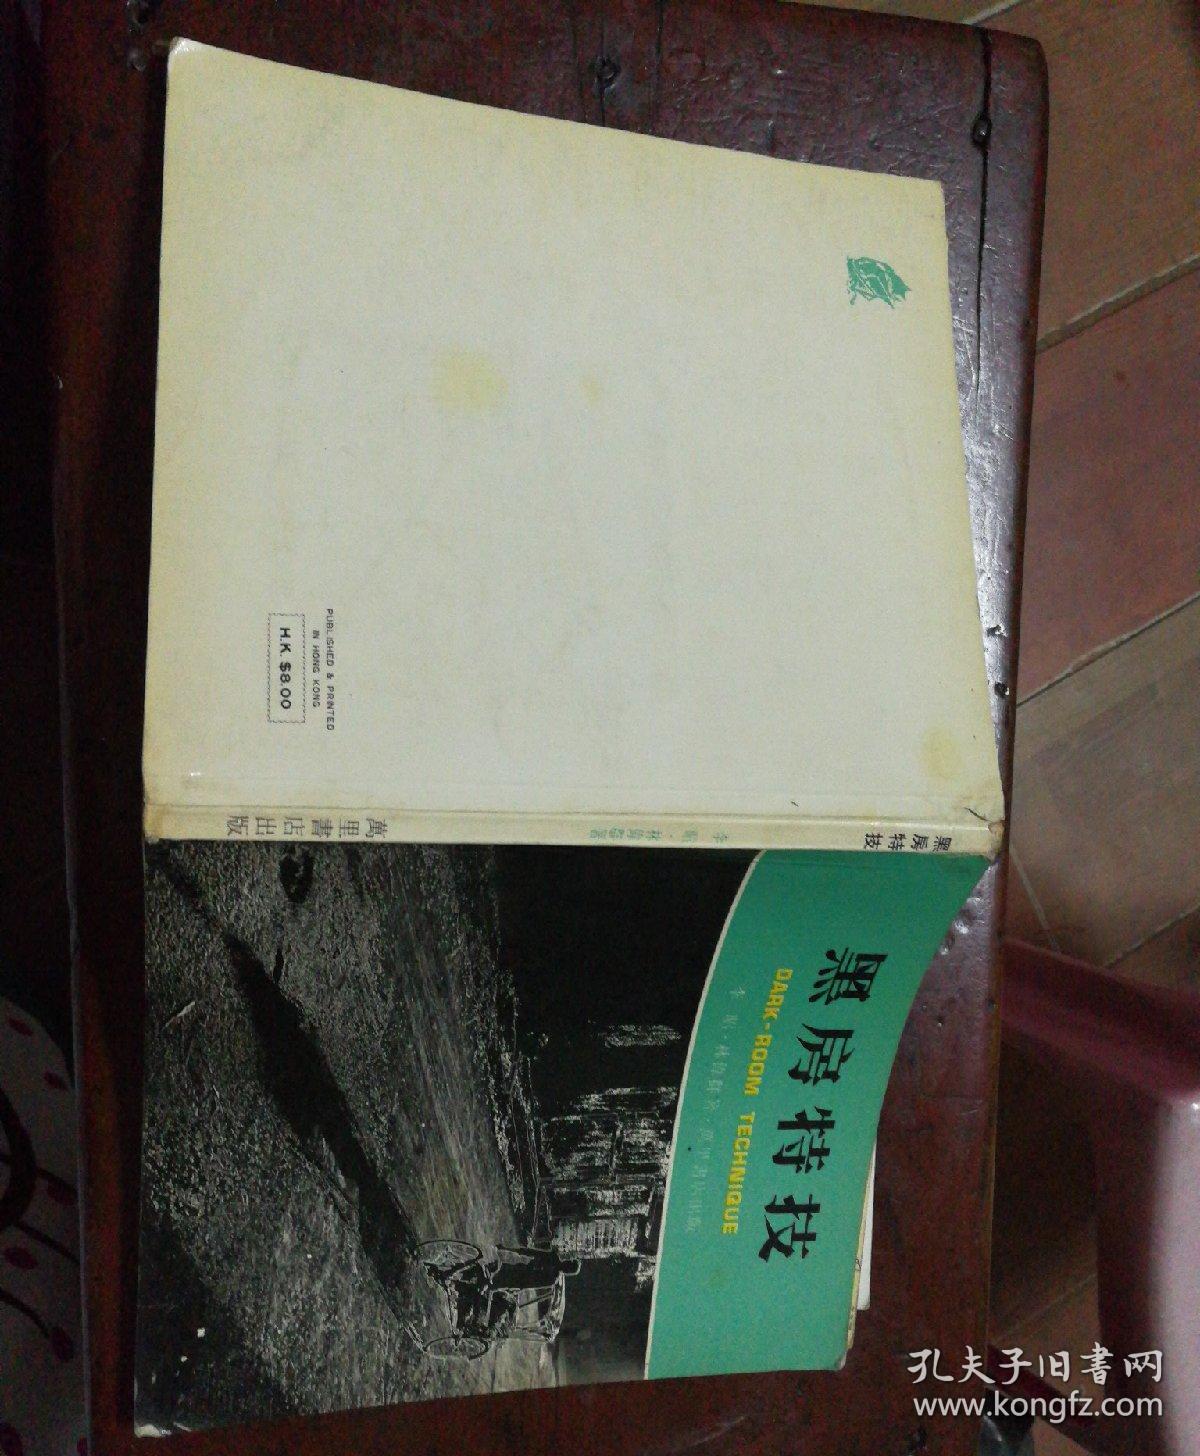 黑房特技
DARK-ROOM TECHNIQUE
黑房特技
萬里書店出版
PUBLISHED & PRINTED
IN HONG KONG
H.K. $8.00
孔夫子旧書网
www.kongfz.com